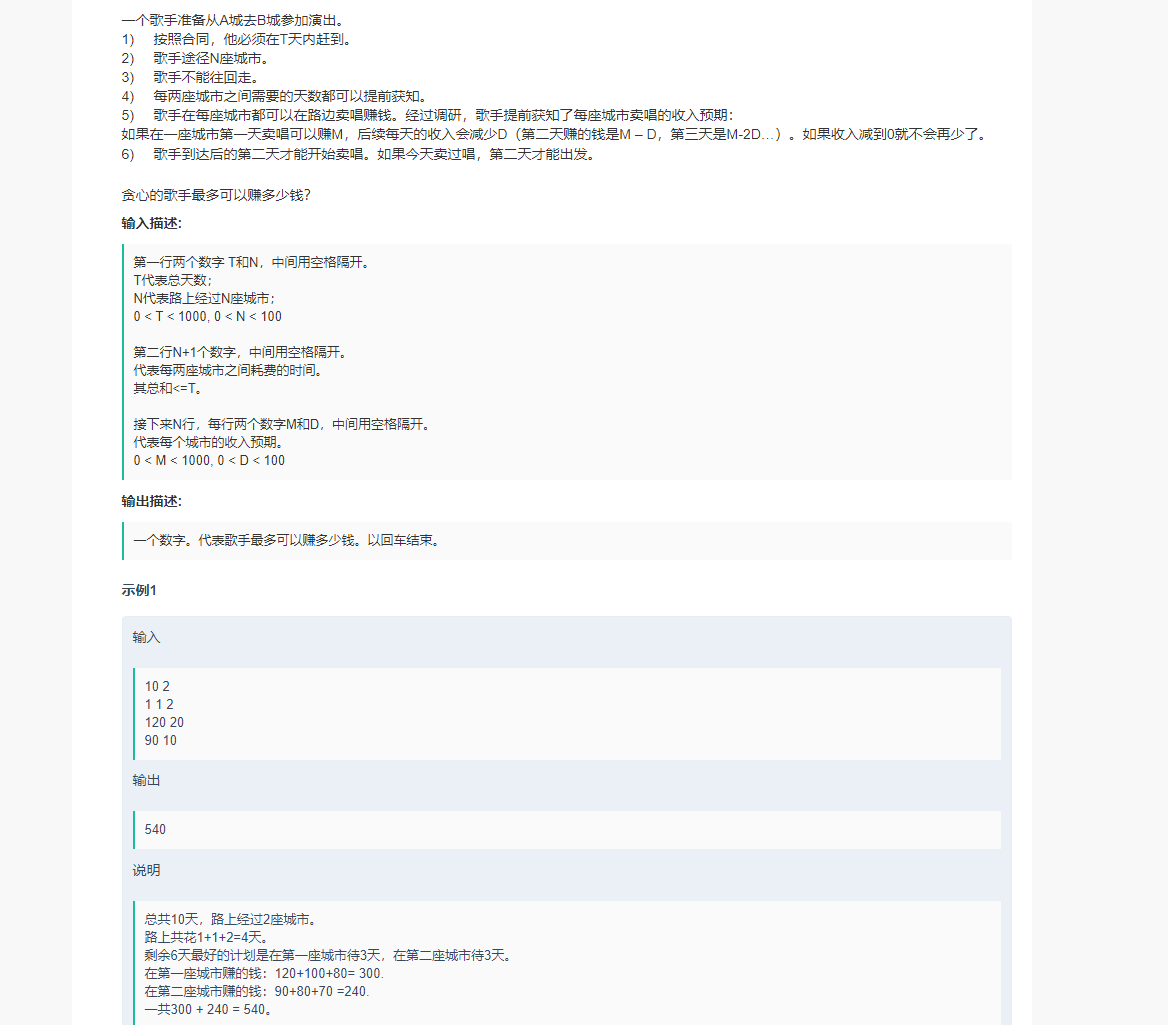 一个歌手准备从A城去B城参加演出。
1) 按照合同，他必须在T天内赶到。
2) 歌手途径N座城市。
3) 歌手不能往回走。
4) 每两座城市之间需要的天数都可以提前获知。
5) 歌手在每座城市都可以在路边卖唱赚钱。经过调研，歌手提前获知了每座城市卖唱的收入预期：
如果在一座城市第一天卖唱可以赚M，后续每天的收入会减少D（第二天赚的钱是M – D，第三天是M-2D…）。如果收入减到0就不会再少了。
6) 歌手到达后的第二天才能开始卖唱。如果今天卖过唱，第二天才能出发。
贪心的歌手最多可以赚多少钱？
输入描述:
第一行两个数字 T和N，中间用空格隔开。
T代表总天数；
N代表路上经过N座城市；
0 < T < 1000, 0 < N < 100
第二行N+1个数字，中间用空格隔开。
代表每两座城市之间耗费的时间。
其总和<=T。
接下来N行，每行两个数字M和D，中间用空格隔开。
代表每个城市的收入预期。
0 < M < 1000, 0 < D < 100
输出描述:
一个数字。代表歌手最多可以赚多少钱。以回车结束。
示例1
输入
10 2
1 1 2
120 20
90 10
输出
540
说明
总共10天，路上经过2座城市。
路上共花1+1+2=4天。
剩余6天最好的计划是在第一座城市待3天，在第二座城市待3天。
在第一座城市赚的钱：120+100+80= 300.
在第二座城市赚的钱：90+80+70 =240.
一共300 + 240 = 540。